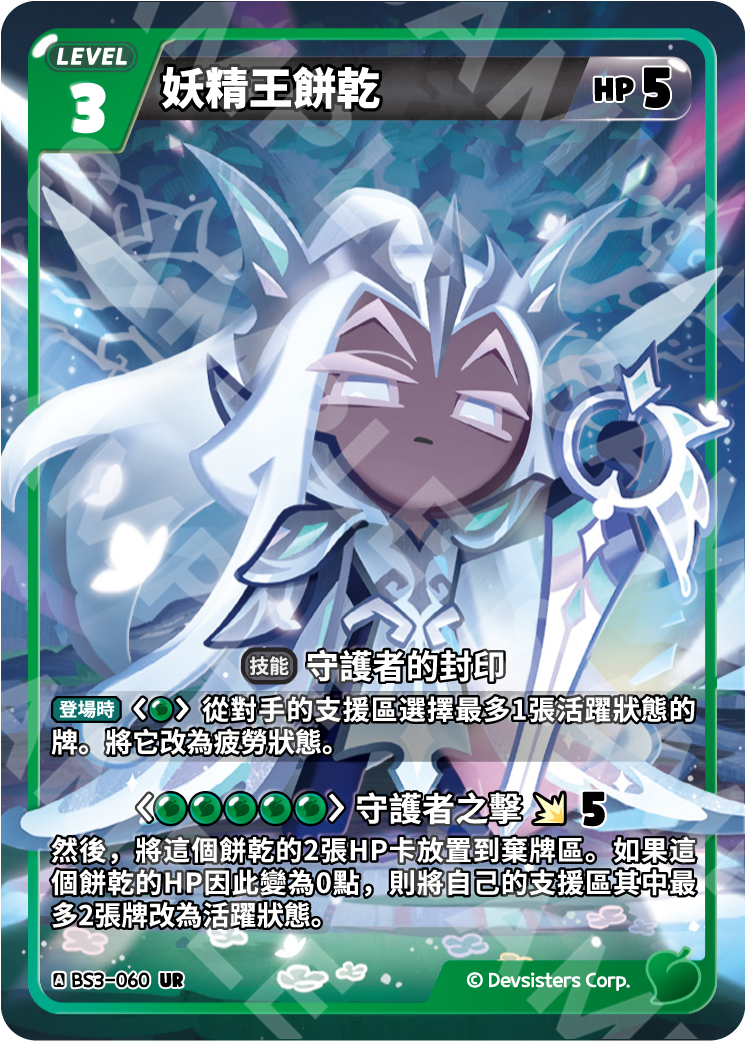 LEVEL
3
妖精王餅乾
HP 5
技能 守護者的封印
登場時 〈 〉 從對手的支援區選擇最多1張活躍狀態的
牌。將它改為疲勞狀態。
〈 〉 守護者之擊 5
然後，將這個餅乾的2張HP卡放置到棄牌區。如果這
個餅乾的HP因此變為0點，則將自己的支援區其中最
多2張牌改為活躍狀態。
A BS3-060 UR
© Devsisters Corp.
SAMPLE